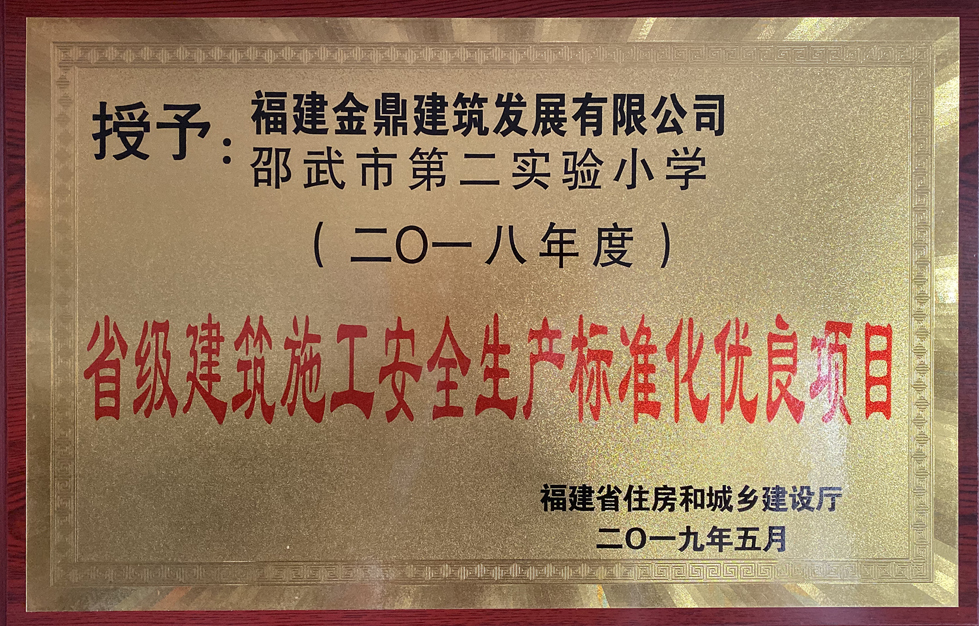 授予：福建金鼎建筑发展有限公司
邵武市第二实验小学
（二〇一八年度）
省级建筑施工安全生产标准化优良项目
福建省住房和城乡建设厅
二〇一九年五月